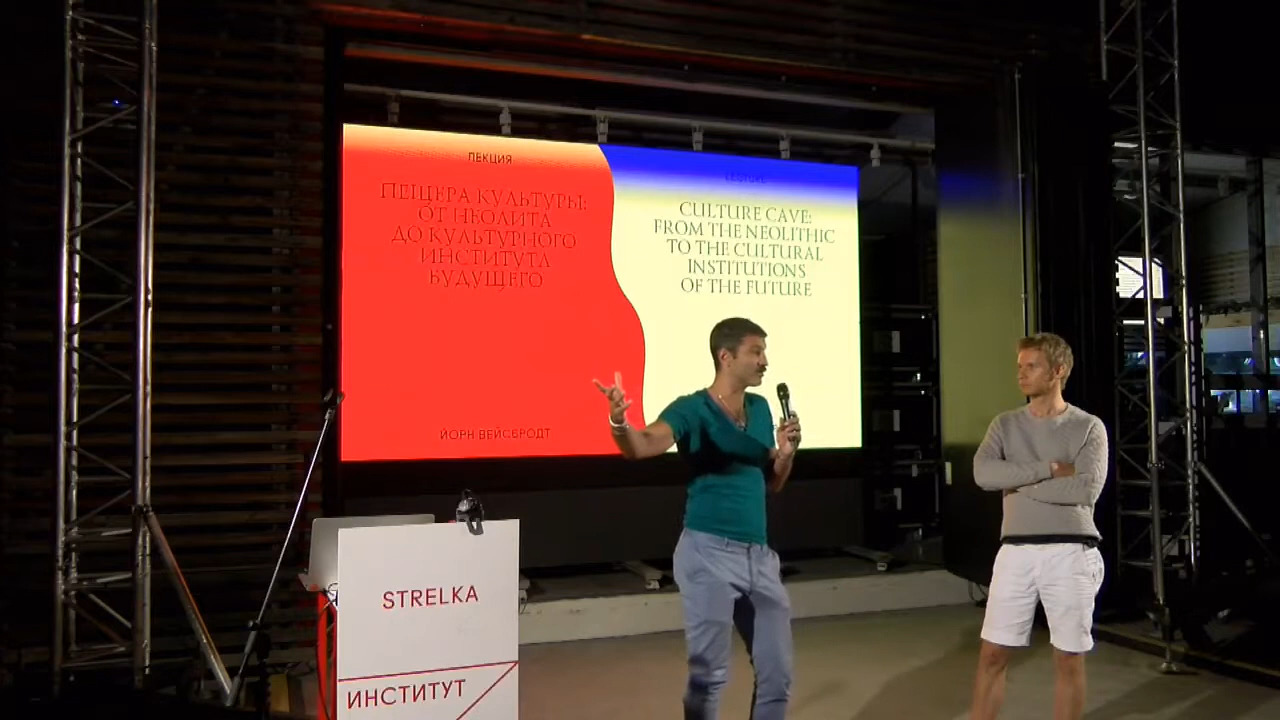 ЛЕКЦИЯ
ПЕЩЕРА КУЛЬТУРЫ:
ОТ НЕОЛИТА
ДО КУЛЬТУРНОГО
ИНСТИТУТА
БУДУЩЕГО
ЙОРН ВЕЙСБРОДТ
LECTURE
CULTURE CAVE:
FROM THE NEOLITHIC
TO THE CULTURAL
INSTITUTIONS
OF THE FUTURE
STRELKA
ИНСТИТУТ